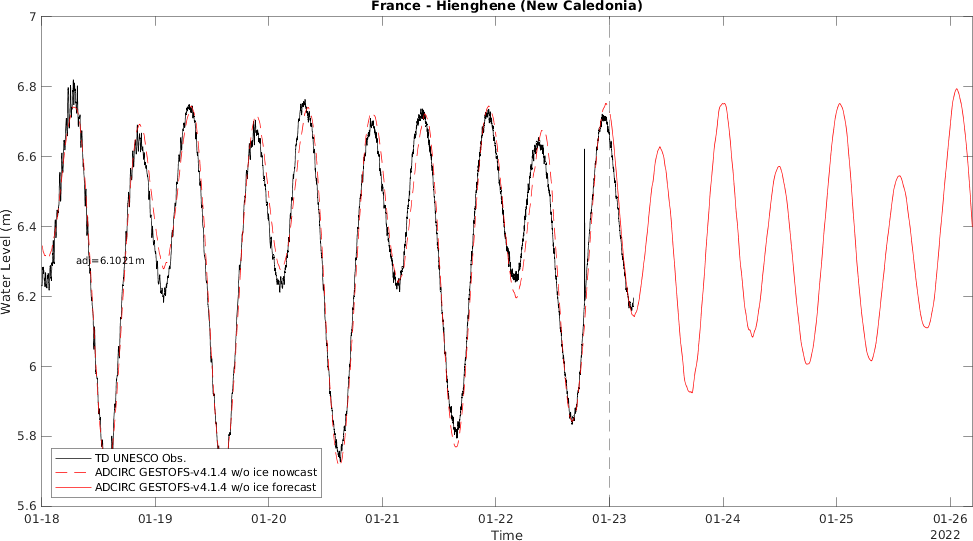 France - Hienghene (New Caledonia)
7
6.8
6.6
6.4
6.2
6
5.8
5.6
Water Level (m)
adj=6.1021m
TD UNESCO Obs.
ADCIRC GESTOFS-v4.1.4 w/o ice nowcast
ADCIRC GESTOFS-v4.1.4 w/o ice forecast
01-18 01-19 01-20 01-21 01-22 01-23 01-24 01-25 01-26
2022
Time